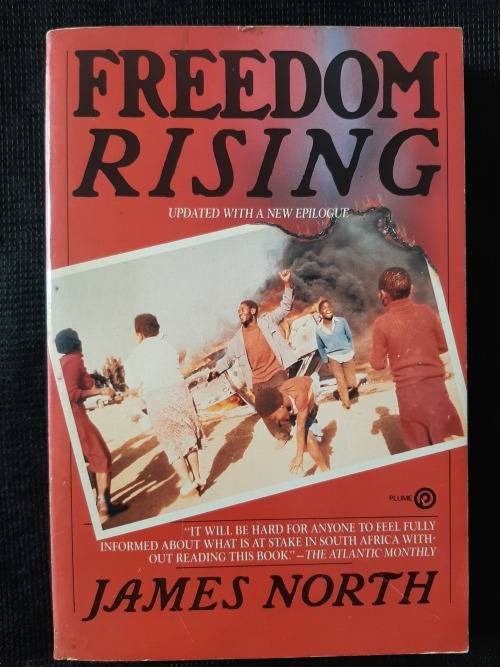 FREEDOM
RISING
UPDATED WITH A NEW EPILOGUE
PLUME
"IT WILL BE HARD FOR ANYONE TO FEEL FULLY
INFORMED ABOUT WHAT IS AT STAKE IN SOUTH AFRICA WITH-
OUT READING THIS BOOK."—THE ATLANTIC MONTHLY
JAMES NORTH